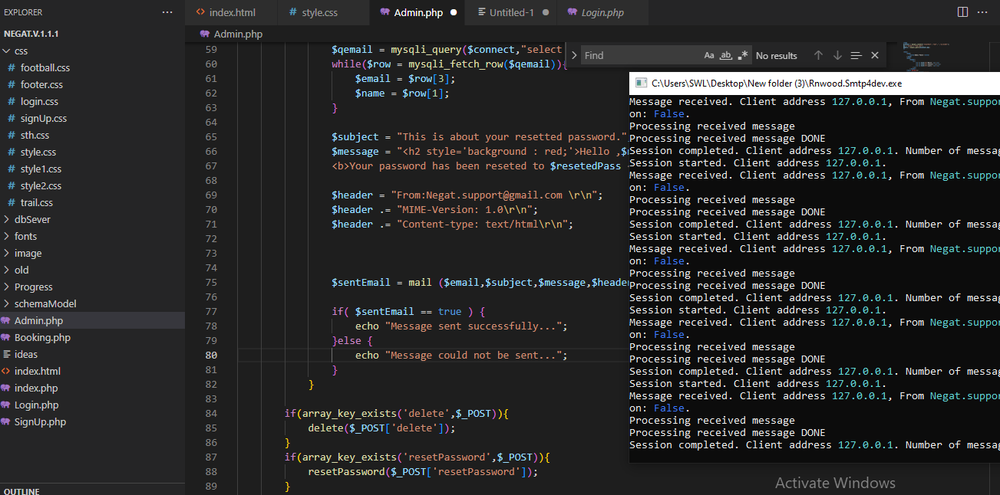 EXPLORER
···
NEGAT.V.1.1.1
css
# football.css
# footer.css
# login.css
# signUp.css
# sth.css
# style.css
# style1.css
# style2.css
# trail.css
dbSever
fonts
image
old
Progress
schemaModel
Admin.php
Booking.php
ideas
index.html
index.php
Login.php
SignUp.php
OUTLINE
<> index.html
# style.css
Admin.php
Untitled-1
Login.php
···
Admin.php
Find
Aa ab .*
No results
59 $qemail = mysqli_query($connect,"select
60 while($row = mysqli_fetch_row($qemail)){
61 $email = $row[3];
62 $name = $row[1];
63 }
64
65 $subject = "This is about your resetted password."
66 $message = "<h2 style='background : red;'>Hello ,$
67 <b>Your password has been reseted to $resetedPass
68
69 $header = "From:Negat.support@gmail.com \r\n";
70 $header .= "MIME-Version: 1.0\r\n";
71 $header .= "Content-type: text/html\r\n";
72
73
74
75 $sentEmail = mail ($email,$subject,$message,$header
76
77 if( $sentEmail == true ) {
78 echo "Message sent successfully...";
79 }else {
80 echo "Message could not be sent...";
81 }
82 }
83
84 if(array_key_exists('delete',$_POST)){
85 delete($_POST['delete']);
86 }
87 if(array_key_exists('resetPassword',$_POST)){
88 resetPassword($_POST['resetPassword']);
89 }
C:\Users\SWL\Desktop\New folder (3)\Rnwood.Smtp4dev.exe
Message received. Client address 127.0.0.1, From Negat.suppo
on: False.
Processing received message
Processing received message DONE
Session completed. Client address 127.0.0.1. Number of messa
Session started. Client address 127.0.0.1.
Message received. Client address 127.0.0.1, From Negat.suppo
on: False.
Processing received message
Processing received message DONE
Session completed. Client address 127.0.0.1. Number of messa
Session started. Client address 127.0.0.1.
Message received. Client address 127.0.0.1, From Negat.suppo
on: False.
Processing received message
Processing received message DONE
Session completed. Client address 127.0.0.1. Number of messa
Session started. Client address 127.0.0.1.
Message received. Client address 127.0.0.1, From Negat.suppo
on: False.
Processing received message
Processing received message DONE
Session completed. Client address 127.0.0.1. Number of messa
Session started. Client address 127.0.0.1.
Message received. Client address 127.0.0.1, From Negat.suppo
on: False.
Processing received message
Processing received message DONE
Session completed. Client address 127.0.0.1. Number of messa
Activate Windows